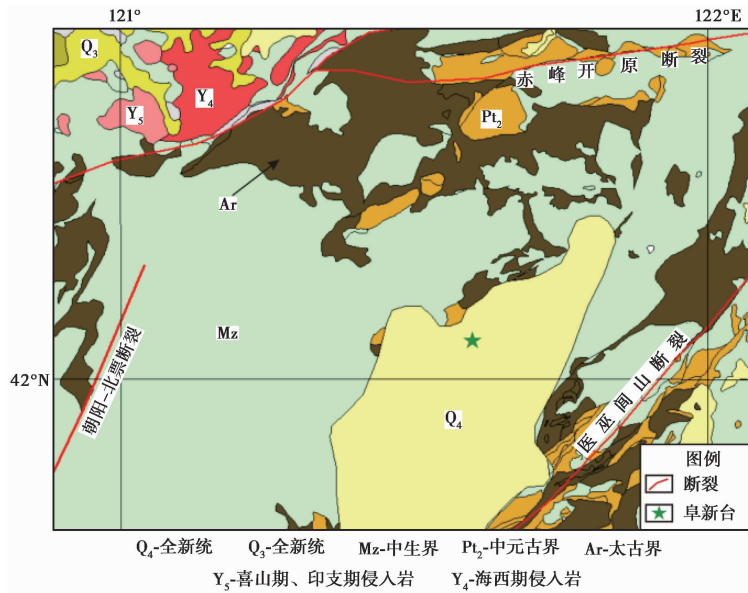 121°
122°E
Q3
赤峰开原断裂
Y4
Y5
Pt2
Ar
Mz
朝阳-北票断裂
42°N
医巫闾山断裂
Q4
图例
断裂
阜新台
Q4-全新统 Q3-全新统 Mz-中生界 Pt2-中元古界 Ar-太古界
Y5-喜山期、印支期侵入岩 Y4-海西期侵入岩